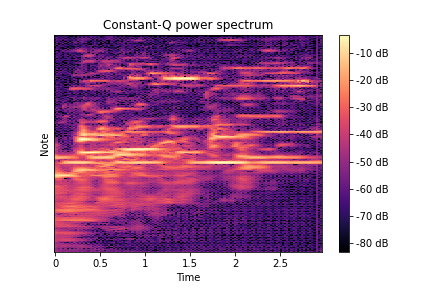 Constant-Q power spectrum
Note
-10 dB
-20 dB
-30 dB
-40 dB
-50 dB
-60 dB
-70 dB
-80 dB
0 0.5 1 1.5 2 2.5
Time